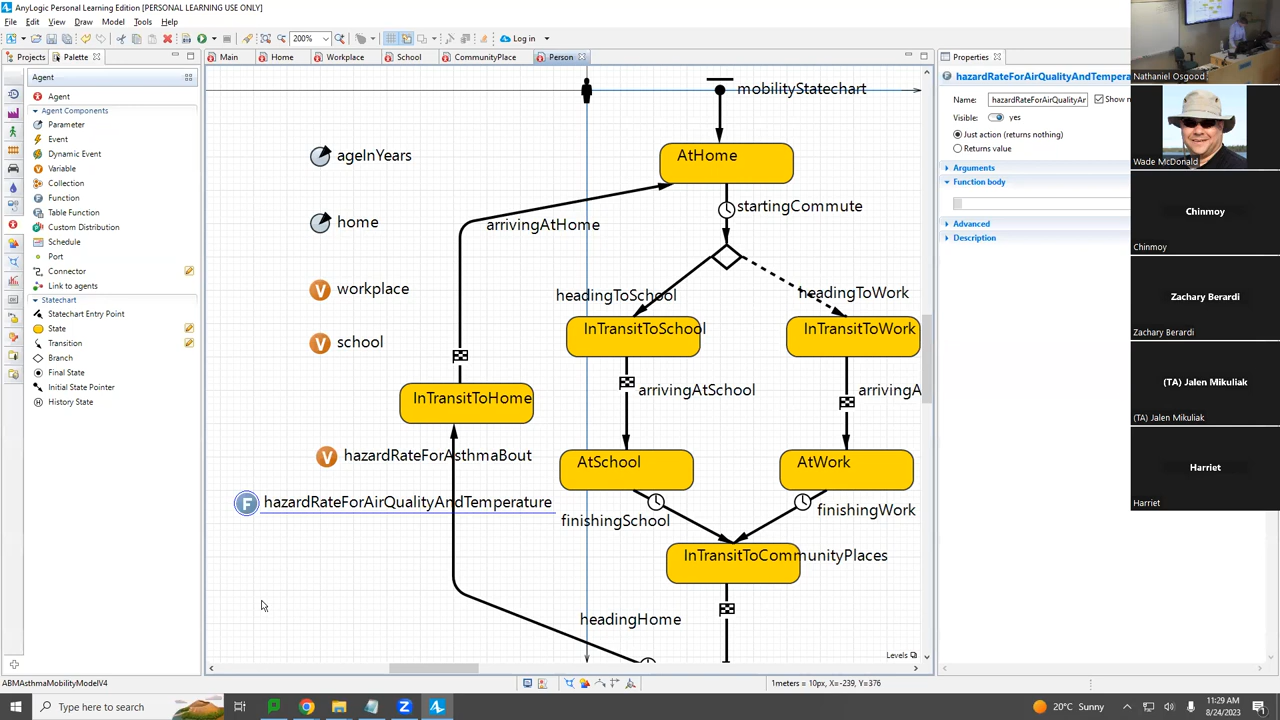 AnyLogic Personal Learning Edition [PERSONAL LEARNING USE ONLY]
File Edit View Draw Model Tools Help
200%
Log in
Projects
Palette
Main
Home
Workplace
School
CommunityPlace
Person
Properties
Agent
Agent
Agent Components
Parameter
Event
Dynamic Event
Variable
Collection
Function
Table Function
Custom Distribution
Schedule
Port
Connector
Link to agents
Statechart
Statechart Entry Point
State
Transition
Branch
Final State
Initial State Pointer
History State
mobilityStatechart
ageInYears
AtHome
startingCommute
home
arrivingAtHome
workplace
headingToSchool
headingToWork
school
InTransitToSchool
InTransitToWork
InTransitToHome
arrivingAtSchool
arrivingA
hazardRateForAsthmaBout
AtSchool
AtWork
hazardRateForAirQualityAndTemperature
finishingSchool
finishingWork
InTransitToCommunityPlaces
headingHome
Levels
hazardRateForAirQualityAndTempera
Name:
hazardRateForAirQualityAr
Show n
Visible:
yes
Just action (returns nothing)
Returns value
Arguments
Function body
Advanced
Description
Nathaniel Osgood
Wade McDonald
Chinmoy
Chinmoy
Zachary Berardi
Zachary Berardi
(TA) Jalen Mikuliak
(TA) Jalen Mikuliak
Harriet
Harriet
ABMAsthmaMobilityModelV4
1meters = 10px, X=-239, Y=376
Type here to search
20°C Sunny
11:29 AM
8/24/2023